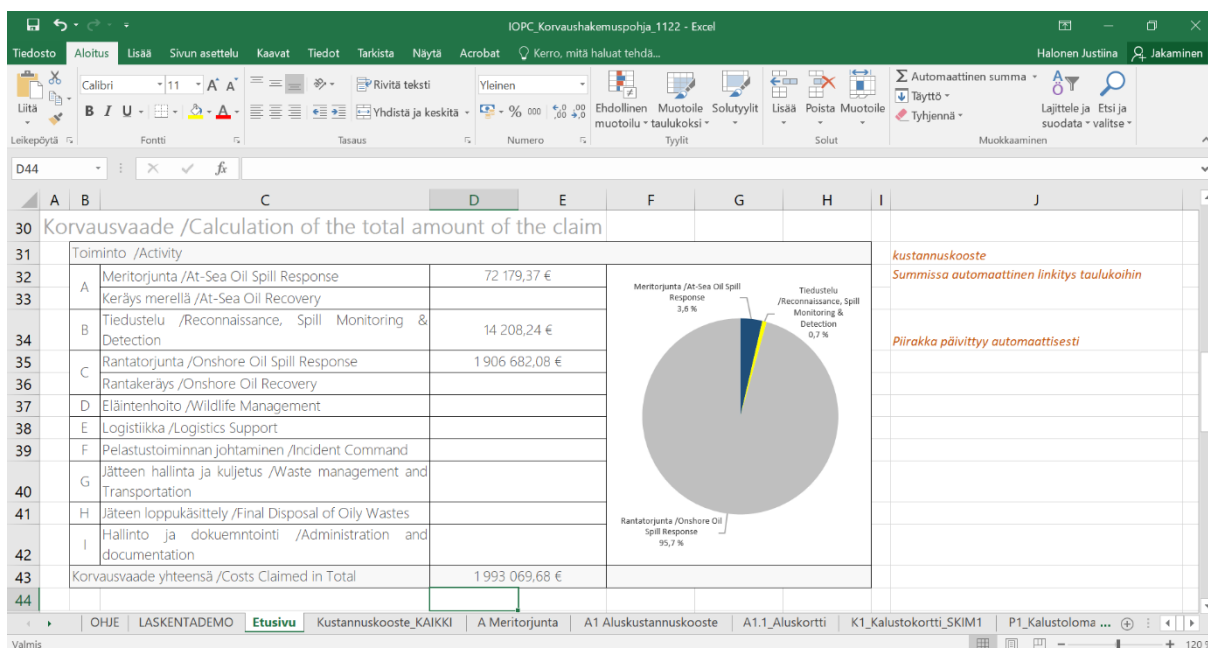 IOPC_Korvaushakemuspohja_1122 - Excel
Tiedosto Aloitus Lisää Sivun asettelu Kaavat Tiedot Tarkista Näytä Acrobat Kerro, mitä haluat tehdä... Halonen Justiina Jakaminen
Liitä
Calibri 11 A A Rivitä teksti Yleinen
B I U A Yhdistä ja keskitä % 000
Ehdollinen muotoilu Muotoile taulukoksi Solutyylit Lisää Poista Muotoile
Automaattinen summa
Täyttö
Tyhjennä
Lajittele ja suodata Etsi ja valitse
Leikepöytä Fontti Tasaus Numero Tyylit Solut Muokkaaminen
D44 fx
A B C D E F G H I J
30 Korvausvaade /Calculation of the total amount of the claim
31 Toiminto /Activity kustannuskooste
32 A Meritorjunta /At-Sea Oil Spill Response 72 179,37 € Summissa automaattinen linkitys taulukoihin
33 Keräys merellä /At-Sea Oil Recovery
34 B Tiedustelu /Reconnaissance, Spill Monitoring &
Detection 14 208,24 € Piirakka päivittyy automaattisesti
35 C Rantatorjunta /Onshore Oil Spill Response 1 906 682,08 €
36 Rantakeräys /Onshore Oil Recovery
37 D Eläintenhoito /Wildlife Management
38 E Logistiikka /Logistics Support
39 F Pelastustoiminnan johtaminen /Incident Command
40 G Jätteen hallinta ja kuljetus /Waste management and
Transportation
41 H Jäteen loppukäsittely /Final Disposal of Oily Wastes
42 I Hallinto ja dokuemntointi /Administration and
documentation
43 Korvausvaade yhteensä /Costs Claimed in Total 1 993 069,68 €
44
Meritorjunta /At-Sea Oil Spill
Response
3,6 %
Tiedustelu
/Reconnaissance, Spill
Monitoring &
Detection
0,7 %
Rantatorjunta /Onshore Oil
Spill Response
95,7 %
OHJE LASKENTADEMO Etusivu Kustannuskooste_KAIKKI A Meritorjunta A1 Aluskustannuskooste A1.1_Aluskortti K1_Kalustokortti_SKIM1 P1_Kalustoloma ...
Valmis 120 %